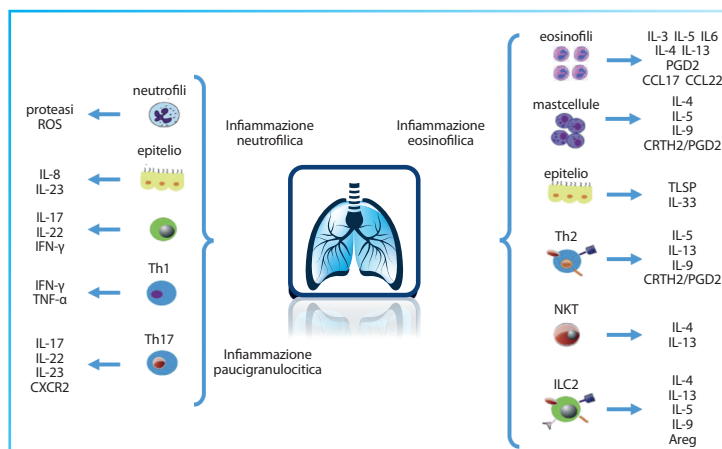 neutrofili
proteasi
ROS
epitelio
IL-8
IL-23
IL-17
IL-22
IFN-γ
Th1
IFN-γ
TNF-α
Th17
IL-17
IL-22
IL-23
CXCR2
Infiammazione
neutrofilica
Infiammazione
paucigranulocitica
Infiammazione
eosinofilica
eosinofili
IL-3 IL-5 IL6
IL-4 IL-13
PGD2
CCL17 CCL22
mastcellule
IL-4
IL-5
IL-9
CRTH2/PGD2
epitelio
TLSP
IL-33
Th2
IL-5
IL-13
IL-9
CRTH2/PGD2
NKT
IL-4
IL-13
ILC2
IL-4
IL-13
IL-5
IL-9
Areg